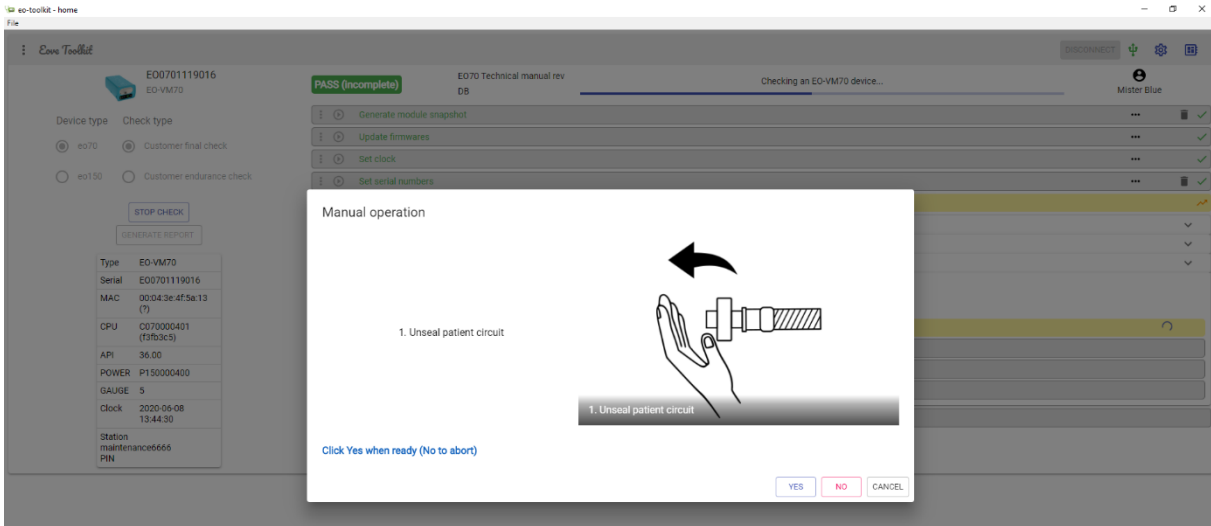 eo-toolkit - home
File
Eove Toolkit
DISCONNECT
EO0701119016
EO-VM70
Device type Check type
eo70 Customer final check
eo150 Customer endurance check
STOP CHECK
GENERATE REPORT
Type EO-VM70
Serial EO0701119016
MAC 00:04:3e:4f:5a:13
(?)
CPU C070000401
(f3fb3c5)
API 36.00
POWER P150000400
GAUGE 5
Clock 2020-06-08
13:44:30
Station
maintenance6666
PIN
PASS (Incomplete)
EO70 Technical manual rev
DB
Checking an EO-VM70 device...
Mister Blue
Generate module snapshot
Update firmwares
Set clock
Set serial numbers
Manual operation
1. Unseal patient circuit
1. Unseal patient circuit
Click Yes when ready (No to abort)
YES NO CANCEL